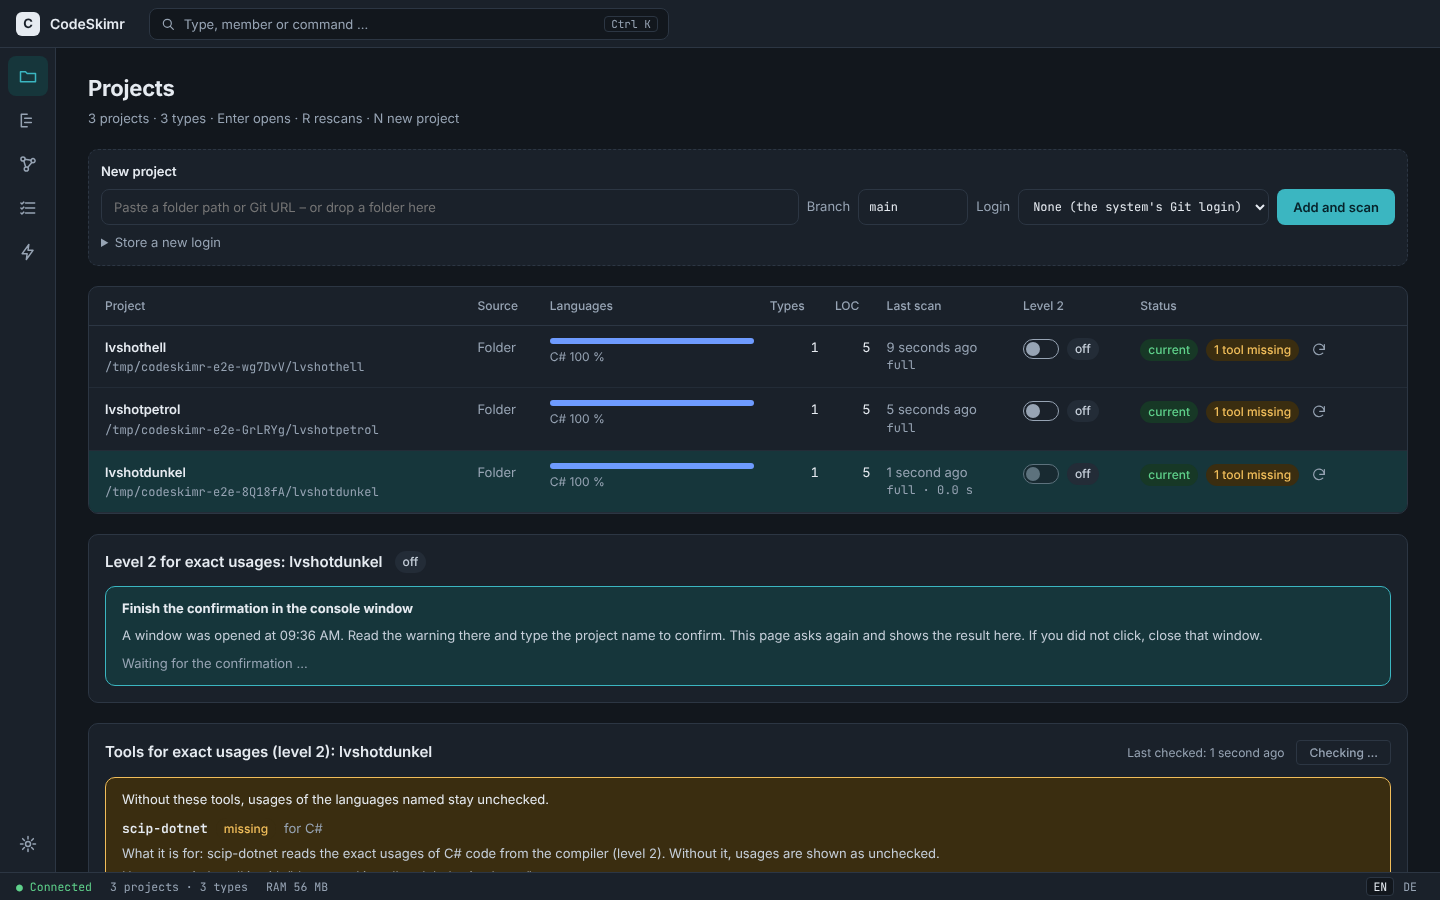 C CodeSkimr
Type, member or command ... Ctrl K
Projects
3 projects · 3 types · Enter opens · R rescans · N new project
New project
Paste a folder path or Git URL – or drop a folder here Branch main Login None (the system's Git login) Add and scan
Store a new login
Project Source Languages Types LOC Last scan Level 2 Status
lvshothell Folder C# 100 % 1 5 9 seconds ago off current 1 tool missing
/tmp/codeskimr-e2e-wg7DvV/lvshothell full
lvshotpetrol Folder C# 100 % 1 5 5 seconds ago off current 1 tool missing
/tmp/codeskimr-e2e-GrLRYg/lvshotpetrol full
lvshotdunkel Folder C# 100 % 1 5 1 second ago off current 1 tool missing
/tmp/codeskimr-e2e-8Q18fA/lvshotdunkel full · 0.0 s
Level 2 for exact usages: lvshotdunkel off
Finish the confirmation in the console window
A window was opened at 09:36 AM. Read the warning there and type the project name to confirm. This page asks again and shows the result here. If you did not click, close that window.
Waiting for the confirmation ...
Tools for exact usages (level 2): lvshotdunkel Last checked: 1 second ago Checking ...
Without these tools, usages of the languages named stay unchecked.
scip-dotnet missing for C#
What it is for: scip-dotnet reads the exact usages of C# code from the compiler (level 2). Without it, usages are shown as unchecked.
Connected 3 projects · 3 types RAM 56 MB EN DE